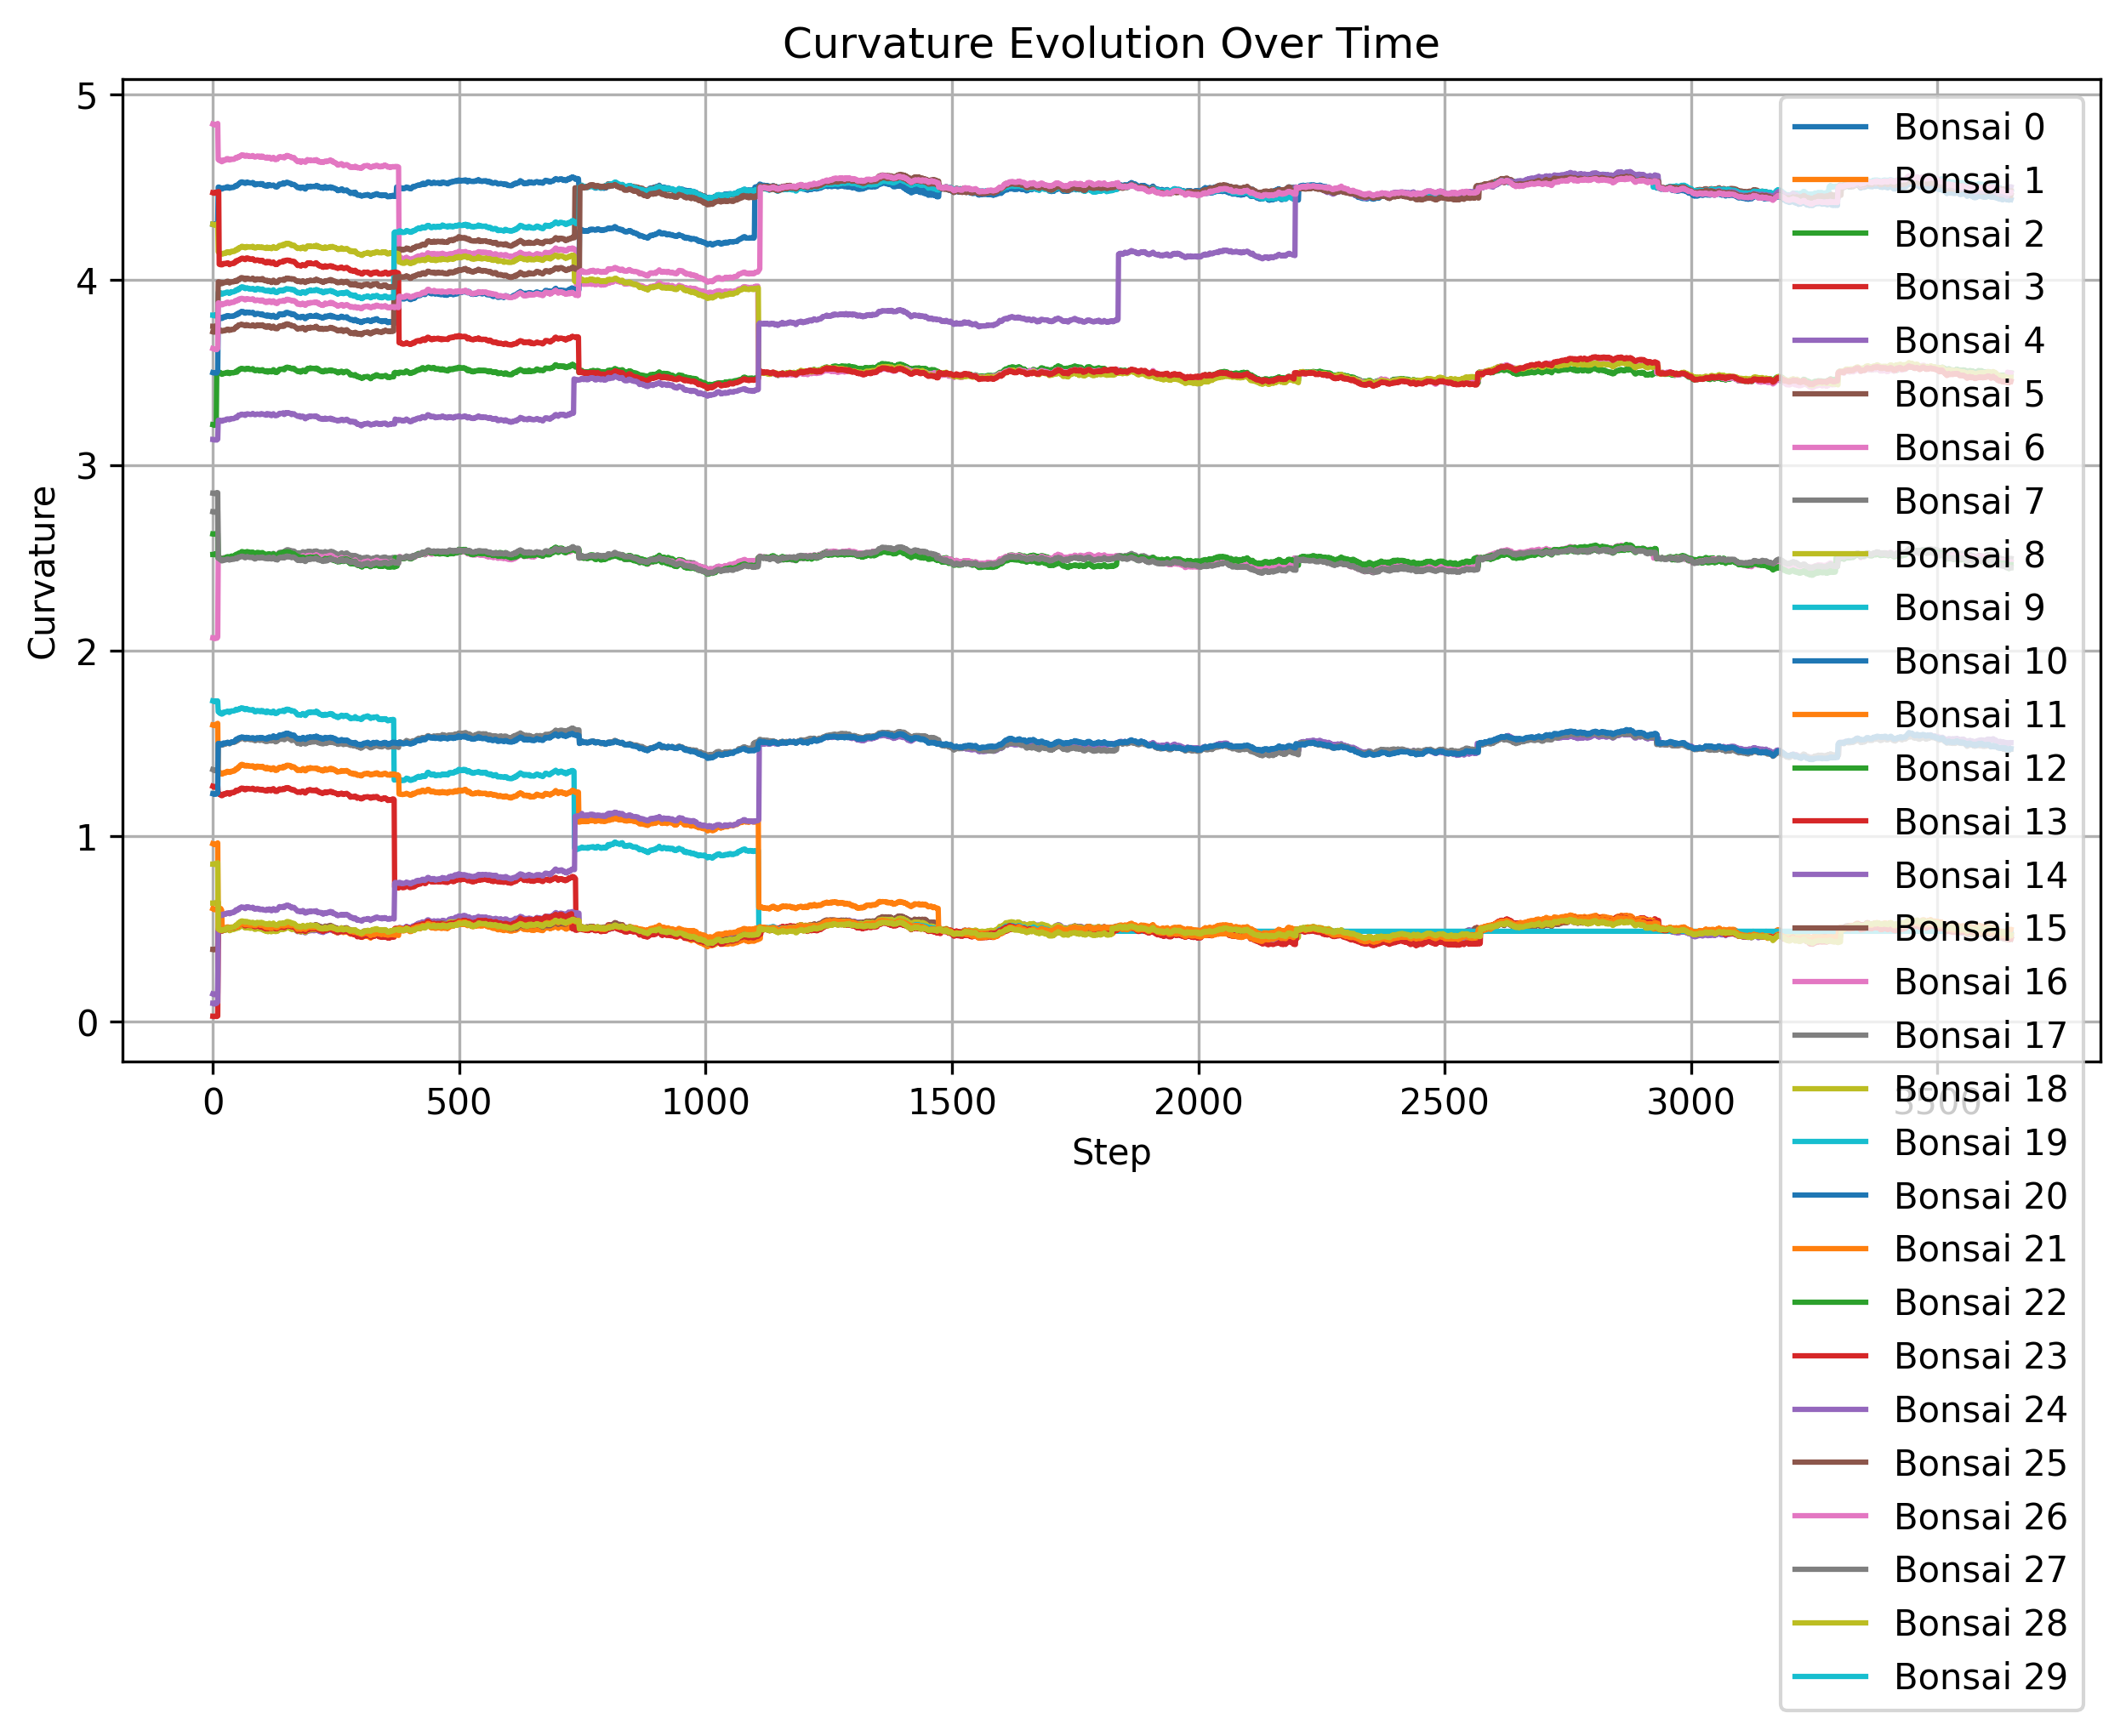 Curvature Evolution Over Time
Curvature
5
4
3
2
1
0
0 500 1000 1500 2000 2500 3000 3500
Step
Bonsai 0
Bonsai 1
Bonsai 2
Bonsai 3
Bonsai 4
Bonsai 5
Bonsai 6
Bonsai 7
Bonsai 8
Bonsai 9
Bonsai 10
Bonsai 11
Bonsai 12
Bonsai 13
Bonsai 14
Bonsai 15
Bonsai 16
Bonsai 17
Bonsai 18
Bonsai 19
Bonsai 20
Bonsai 21
Bonsai 22
Bonsai 23
Bonsai 24
Bonsai 25
Bonsai 26
Bonsai 27
Bonsai 28
Bonsai 29